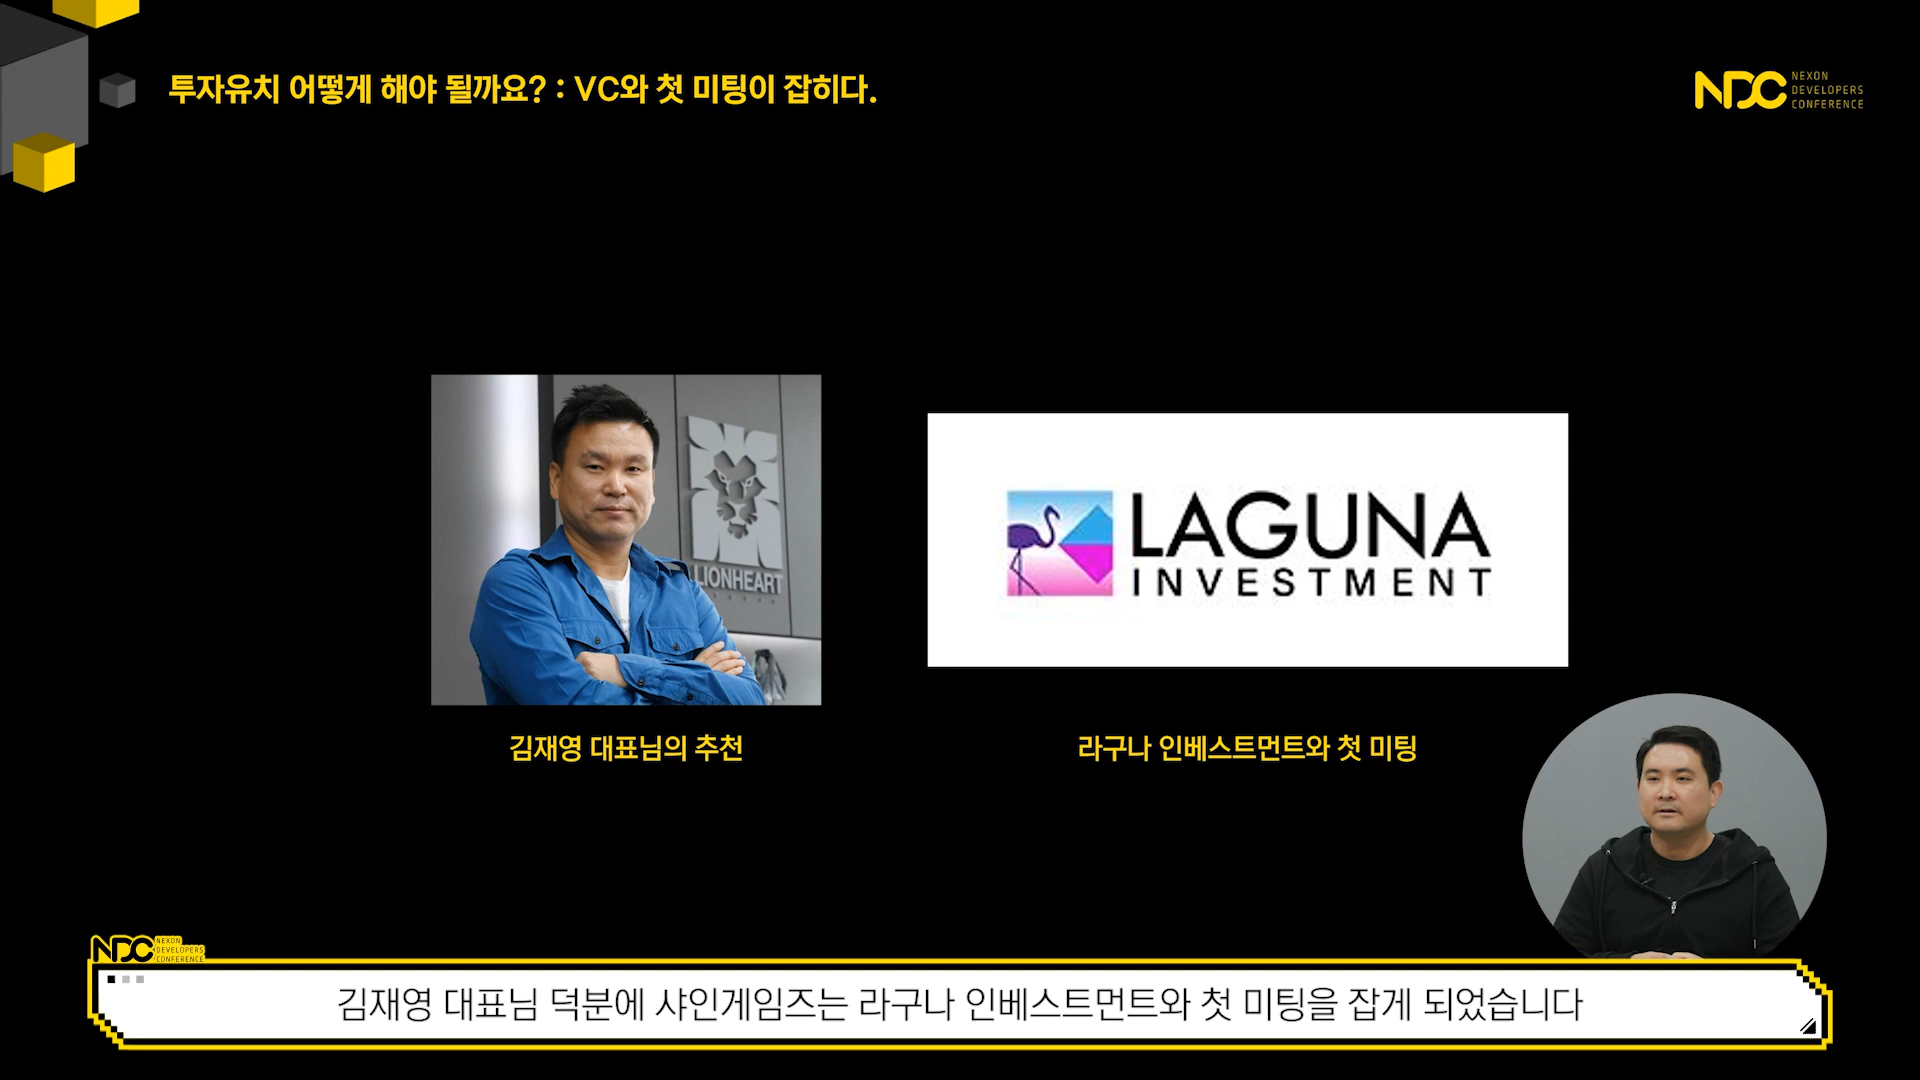 투자유치 어떻게 해야 될까요? : VC와 첫 미팅이 잡히다.
NDC
NEXON
DEVELOPERS
CONFERENCE
LIONHEART
LAGUNA
INVESTMENT
김재영 대표님의 추천
라구나 인베스트먼트와 첫 미팅
NDC
NEXON
DEVELOPERS
CONFERENCE
김재영 대표님 덕분에 샤인게임즈는 라구나 인베스트먼트와 첫 미팅을 잡게 되었습니다